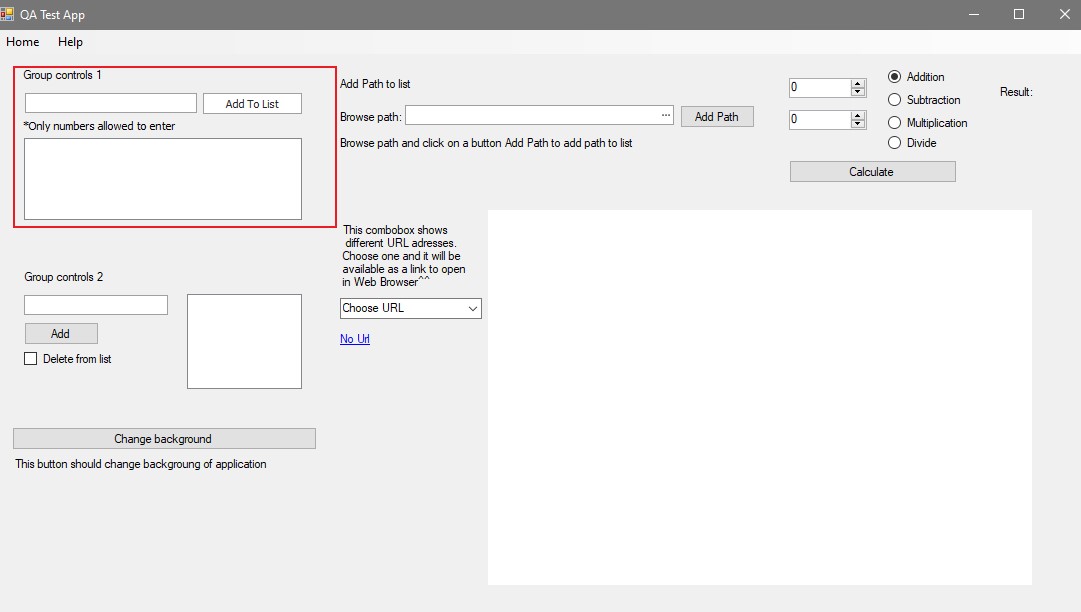 QA Test App
Home Help
Group controls 1
Add To List
*Only numbers allowed to enter
Add Path to list
Browse path: ... Add Path
Browse path and click on a button Add Path to add path to list
0
0
Addition
Subtraction
Multiplication
Divide
Result:
Calculate
Group controls 2
Add
Delete from list
This combobox shows
different URL adresses.
Choose one and it will be
available as a link to open
in Web Browser^^
Choose URL
No Url
Change background
This button should change backgroung of application